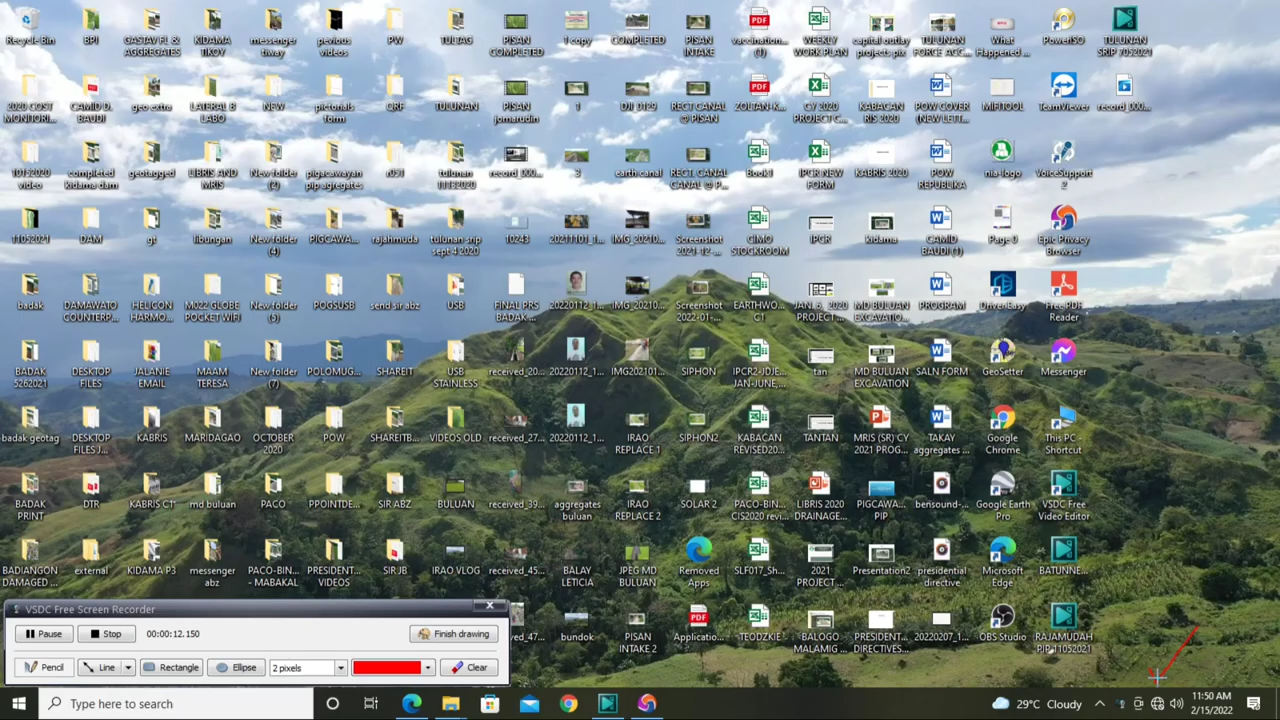 Recycle Bin
BPI
GASTAV FL & AGGREGATES
KIDAMA TIKOY
messenger tiway
pevious videos
PW
TULTAG
PISAN COMPLETED
1 copy
COMPLETED
PISAN INTAKE
vaccination... (1)
WEEKLY WORK PLAN
capital outlay projects-pix
TULUNAN FORCE ACC...
What Happened ...
PowerISO
TULUNAN SRIP 7052021
2020 COST MONITORI...
CAMID D. BAUDI
geo extra
LATERAL B LABO
NEW
pictorials form
QRF
TULUNAN
PISAN jomarudin
1
DJI 0129
RECT CANAL @ PISAN
ZOLTAN-K...
CY 2020 PROJECT C...
KABACAN RIS 2020
POW COVER (NEW LETT...
MIFITOOL
TeamViewer
record_000...
10152020 video
completed kidama dam
geotagged
LIBRIS AND MRIS
New folder (2)
pigacawayan pip agregates
r051
tulunan 11132020
record_000...
3
earth canal
RECT. CANAL CANAL @ P...
Book1
IPCR NEW FORM
KABRIS 2020
POW REPUBLIKA
nia-logo
VoiceSupport 2
11052021
DAM
gt
libungan
New folder (4)
PIGCAWA...
rajahmuda
tulunan srip sept 4 2020
10243
20211101_1...
IMG_20210...
Screenshot 2021-12-...
CIMO STOCKROOM
IPCR
kidama
CAMID BAUDI (1)
Page 0
Epic Privacy Browser
badak
DAMAWATO COUNTERP...
HELICON HARMO...
M022 GLOBE POCKET WIFI
New folder (5)
POGSUSB
send sir abz
USB
FINAL PRS BADAK ...
20220112_1...
IMG_20210...
Screenshot 2022-01-...
EARTHWO... C1
JAN. 6, 2020 PROJECT ...
MD BULUAN EXCAVATIO...
PROGRAM
DriverEasy
Free PDF Reader
BADAK 5262021
DESKTOP FILES
JALANIE EMAIL
MAAM TERESA
New folder (7)
POLOMUG...
SHAREIT
USB STAINLESS
received_20...
20220112_1...
IMG202101...
SIPHON
IPCR2-JDJE... JAN-JUNE,...
tan
MD BULUAN EXCAVATION
SALN FORM
GeoSetter
Messenger
badak geotag
DESKTOP FILES J...
KABRIS
MARIDAGAO
OCTOBER 2020
POW
SHAREITB...
VIDEOS OLD
received_27...
20220112_1...
IRAO REPLACE 1
SIPHON2
KABACAN REVISED20...
TANTAN
MRIS (SR) CY 2021 PROG...
TAKAY aggregates ...
Google Chrome
This PC - Shortcut
BADAK PRINT
DTR
KABRIS C1*
md buluan
PACO
PPOINTDE...
SIR ABZ
BULUAN
received_39...
aggregates buluan
IRAO REPLACE 2
SOLAR 2
PACO-BIN... CIS2020 revi...
LIBRIS 2020 DRAINAGE...
PIGCAWA... PIP
bensound-...
Google Earth Pro
VSDC Free Video Editor
BADIANGON DAMAGED ...
external
KIDAMA P3
messenger abz
PACO-BIN... - MABAKAL
PRESIDENT... VIDEOS
SIR JB
IRAO VLOG
received_45...
BALAY LETICIA
JPEG MD BULUAN
Removed Apps
SLF017_Sh...
2021 PROJECT ...
Presentation2
presidential directive
Microsoft Edge
BATUNNE...
ved_47...
bundok
PISAN INTAKE 2
Applicatio...
-TEODZKIE-
BALOGO MALAMIG ...
PRESIDENT... DIRECTIVES...
20220207_1...
OBS Studio
RAJAMUDAH PIP 11052021
VSDC Free Screen Recorder
Pause
Stop
00:00:12.150
Finish drawing
Pencil
Line
Rectangle
Ellipse
2 pixels
Clear
Type here to search
29°C Cloudy
11:50 AM
2/15/2022